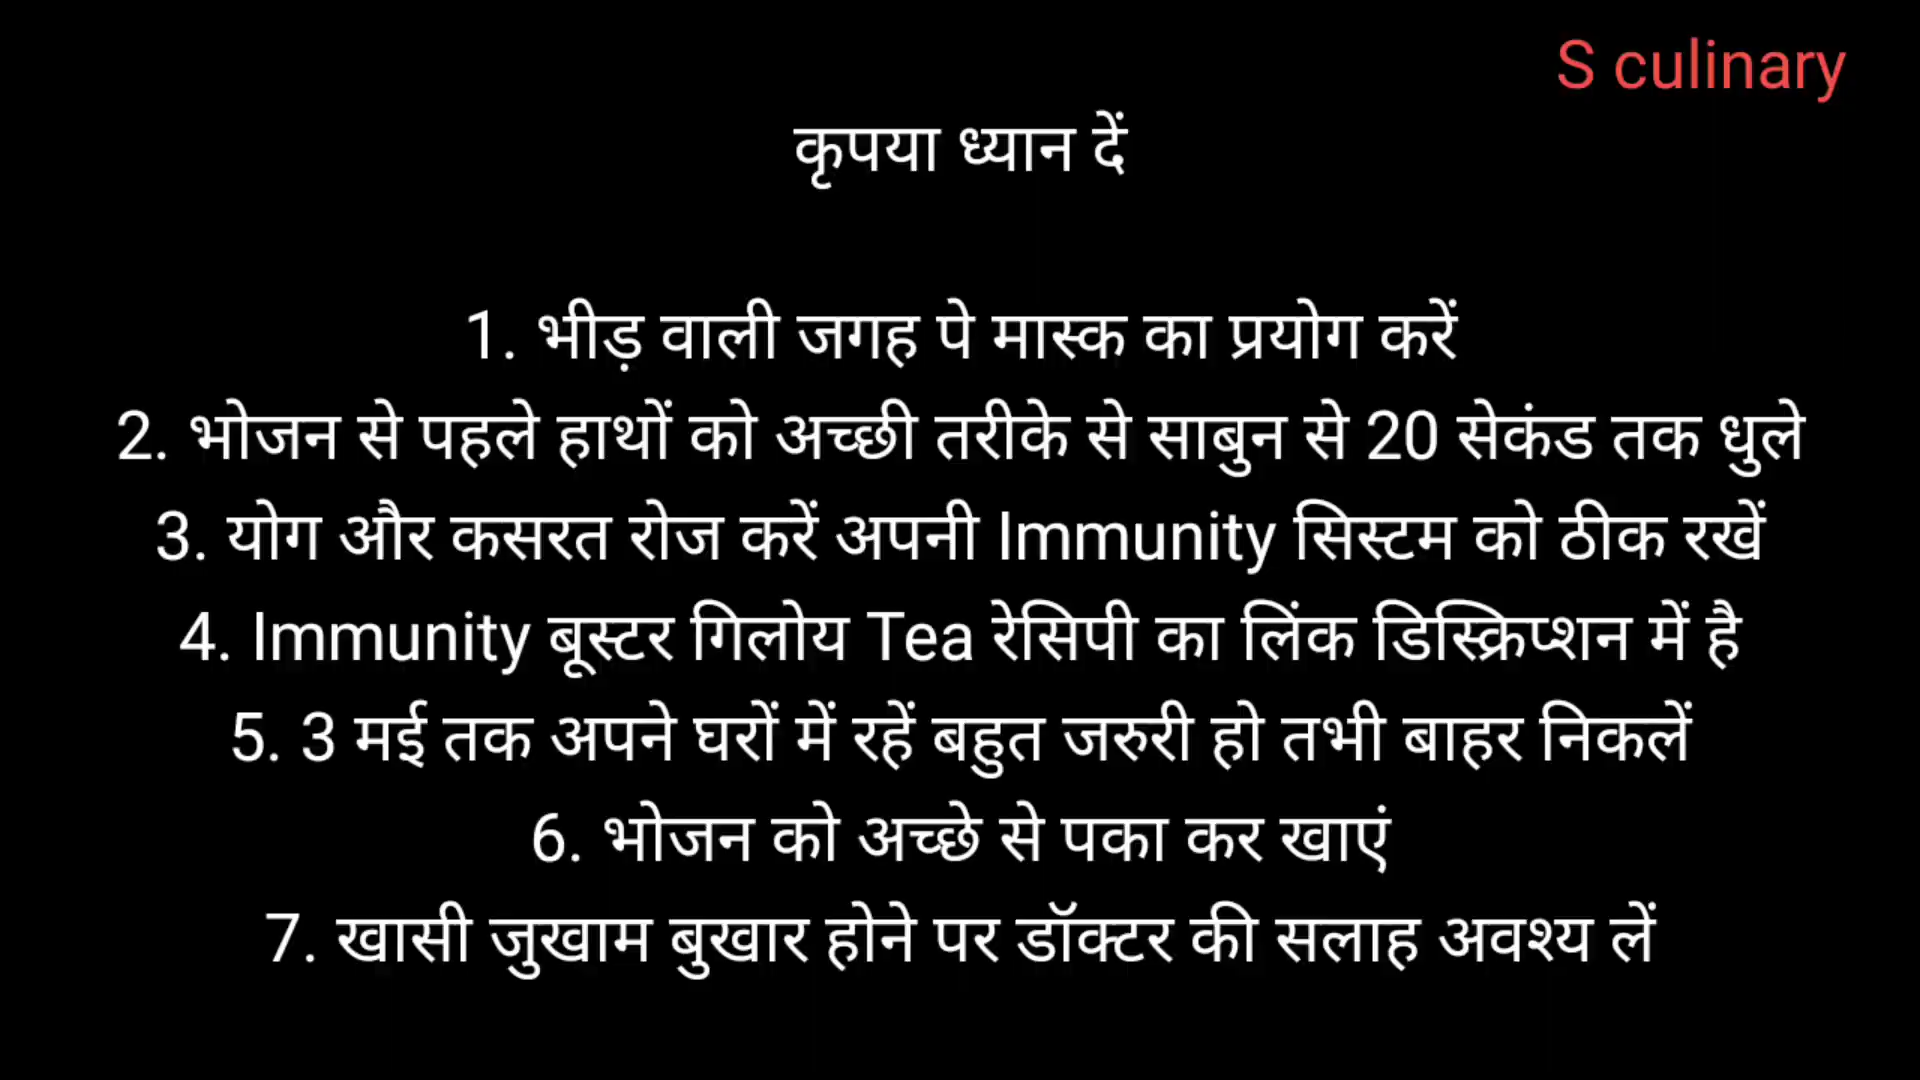 S culinary
कृपया ध्यान दें
1. भीड़ वाली जगह पे मास्क का प्रयोग करें
2. भोजन से पहले हाथों को अच्छी तरीके से साबुन से 20 सेकंड तक धुले
3. योग और कसरत रोज करें अपनी Immunity सिस्टम को ठीक रखें
4. Immunity बूस्टर गिलोय Tea रेसिपी का लिंक डिस्क्रिप्शन में है
5. 3 मई तक अपने घरों में रहें बहुत जरुरी हो तभी बाहर निकलें
6. भोजन को अच्छे से पका कर खाएं
7. खासी जुखाम बुखार होने पर डॉक्टर की सलाह अवश्य लें